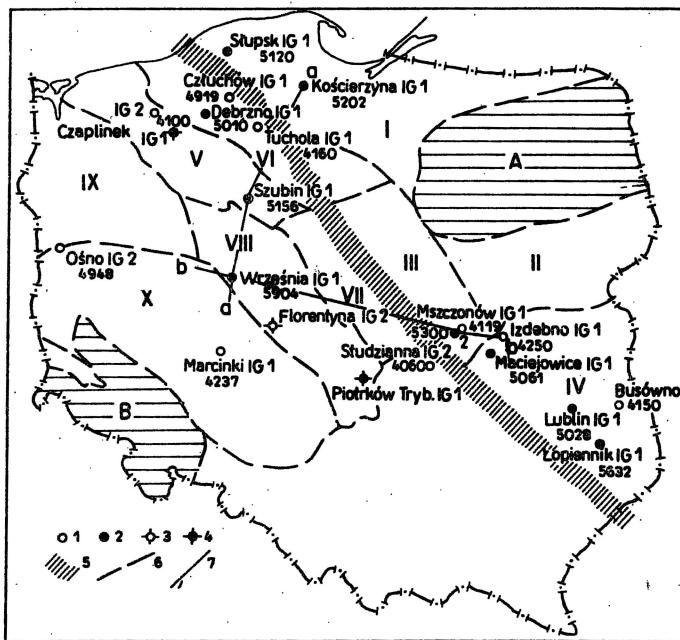 Słupsk IG 1
5120
a
Człuchów IG 1
4919
Kościerzyna IG 1
5202
IG 2
4100
Debrzno IG 1
5010
Czaplinek
IG 1
Tuchola IG 1
4160
I
A
V
VI
IX
Szubin IG 1
5156
VIII
II
III
Ośno IG 2
4948
b
Września IG 1
5904
VII
X
a
Mszczonów IG 1
4119
5300
2
Izdebno IG 1
4250
b
Florentyna IG 2
Studzianna IG 2
4060
Maciejowice IG 1
5061
Marcinki IG 1
4237
Piotrków Tryb. IG 1
IV
Busówno
4150
B
Lublin IG 1
5028
Łopiennik IG 1
5632
1 2 3 4
5 6 7